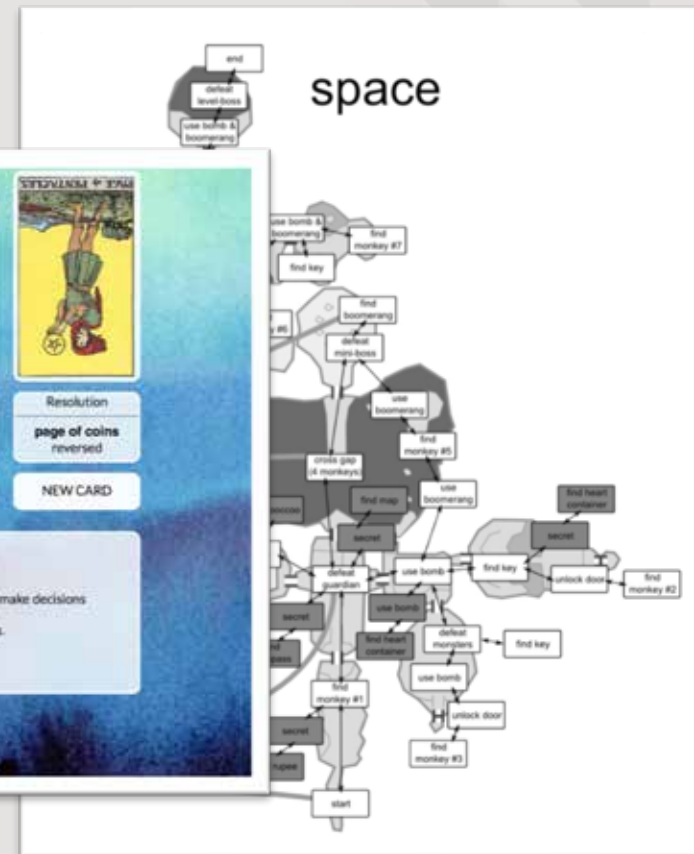 space
end
defeat
level-boss
use bomb &
boomerang
use bomb &
boomerang
find
monkey #7
find key
find
boomerang
y #6
defeat
mini-boss
use
boomerang
find
monkey #5
cross gap
(4 monkeys)
use
boomerang
find map
secret
find heart
container
secret
defeat
guardian
use bomb
find key
unlock door
find
monkey #2
use bomb
secret
find heart
container
defeat
monsters
find key
pass
use bomb
find
monkey #1
unlock door
secret
find
monkey #3
rupee
start
PAGE of PENTACLES.
Resolution
page of coins
reversed
NEW CARD
make decisions